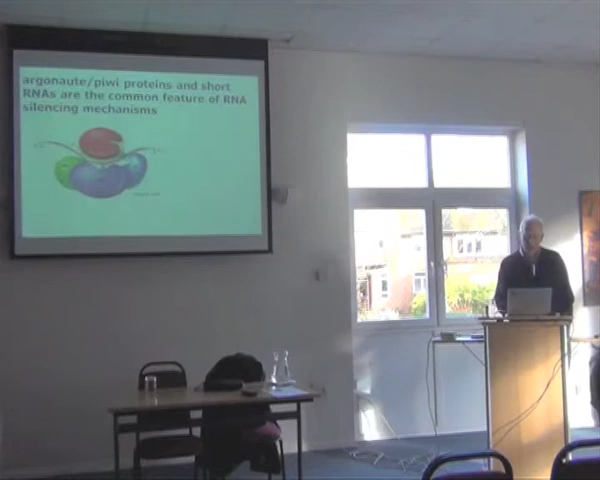 argonaute/piwi proteins and short
RNAs are the common feature of RNA
silencing mechanisms